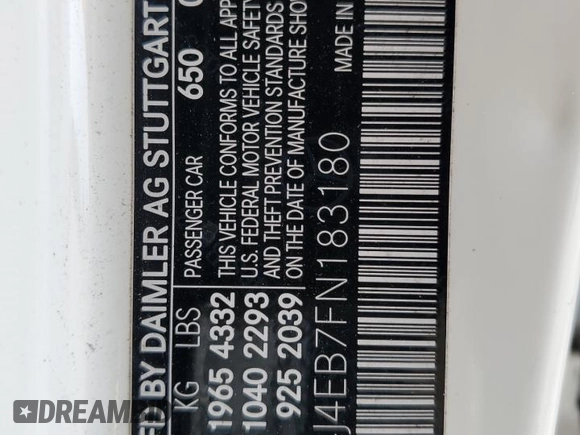 ED BY DAIMLER AG STUTTGART
KG LBS PASSENGER CAR 650
1965 4332 THIS VEHICLE CONFORMS TO ALL APP
1040 2293 U.S. FEDERAL MOTOR VEHICLE SAFETY
925 2039 AND THEFT PREVENTION STANDARDS
ON THE DATE OF MANUFACTURE SHOW
J4EB7FN183180 MADE IN
RideSafely